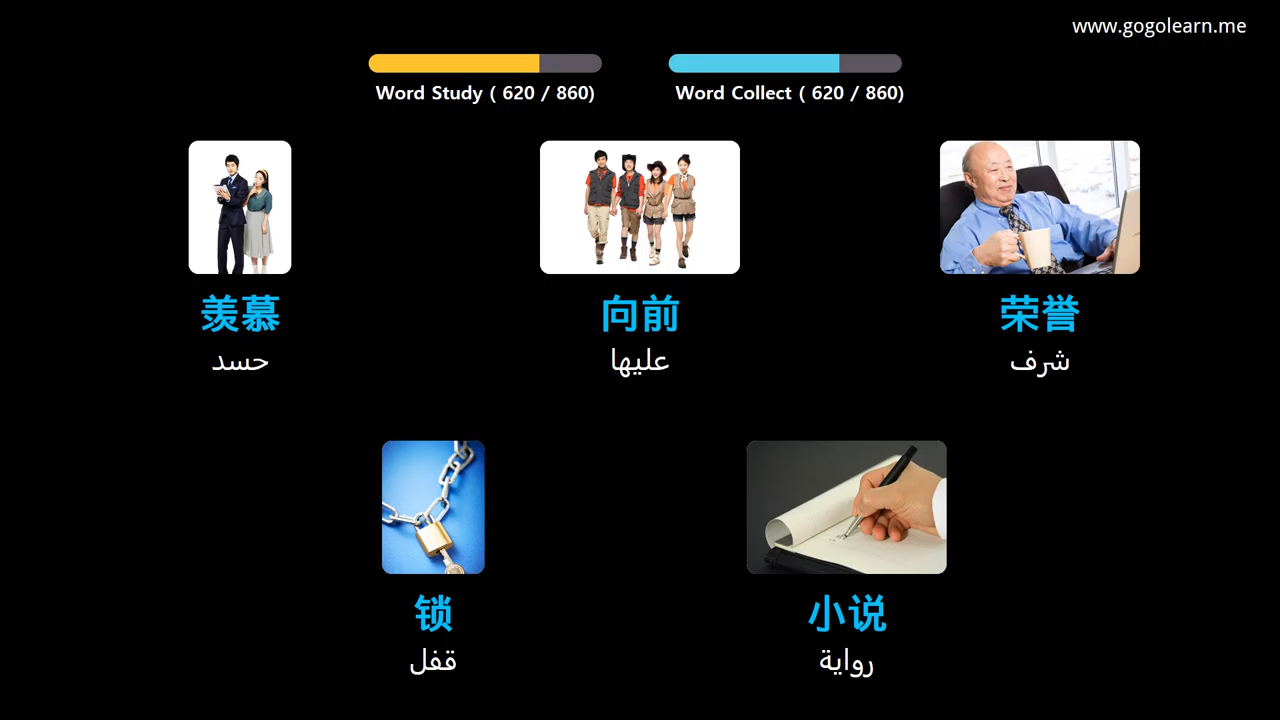 www.gogolearn.me
Word Study ( 620 / 860)
Word Collect ( 620 / 860)
羡慕
حسد
向前
عليها
荣誉
شرف
锁
قفل
小说
رواية